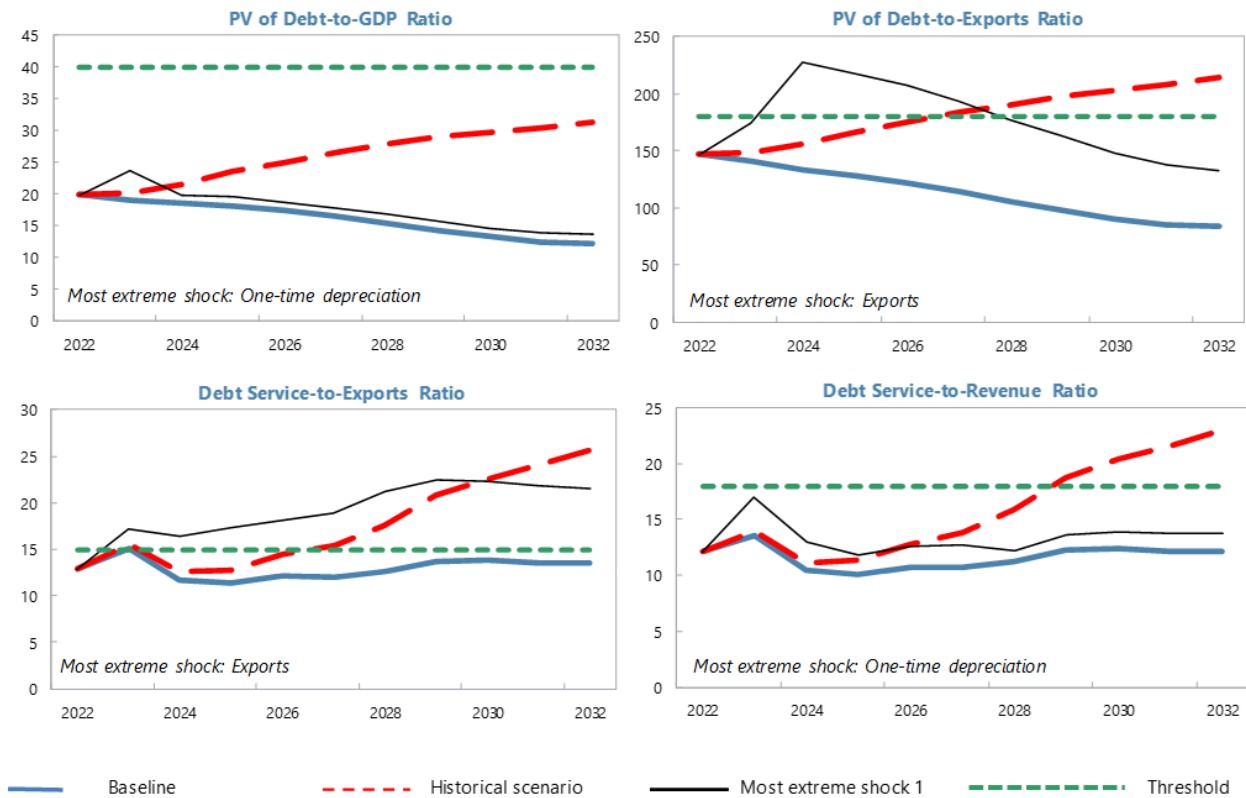 PV of Debt-to-GDP Ratio
45
40
35
30
25
20
15
10
5
0
Most extreme shock: One-time depreciation
2022 2024 2026 2028 2030 2032
PV of Debt-to-Exports Ratio
250
200
150
100
50
0
Most extreme shock: Exports
2022 2024 2026 2028 2030 2032
Debt Service-to-Exports Ratio
30
25
20
15
10
5
0
Most extreme shock: Exports
2022 2024 2026 2028 2030 2032
Debt Service-to-Revenue Ratio
25
20
15
10
5
0
Most extreme shock: One-time depreciation
2022 2024 2026 2028 2030 2032
Baseline Historical scenario Most extreme shock 1 Threshold